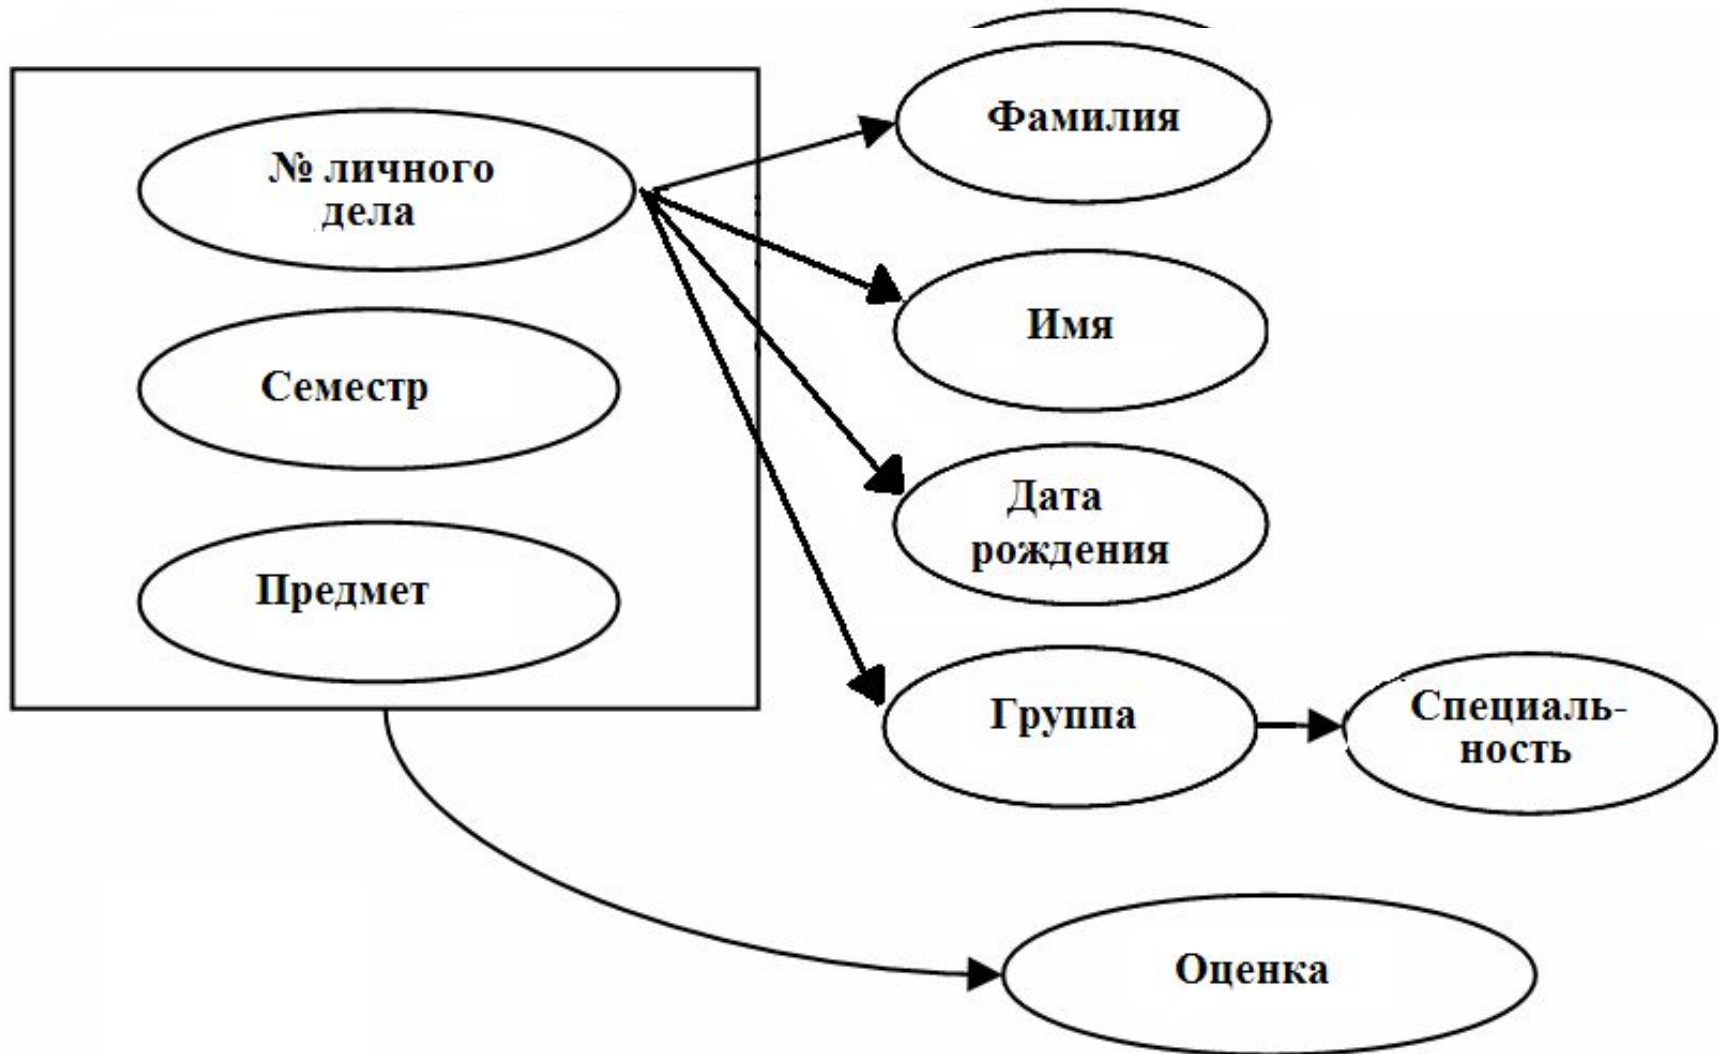 № личного
дела
Семестр
Предмет
Фамилия
Имя
Дата
рождения
Группа
Специаль-
ность
Оценка